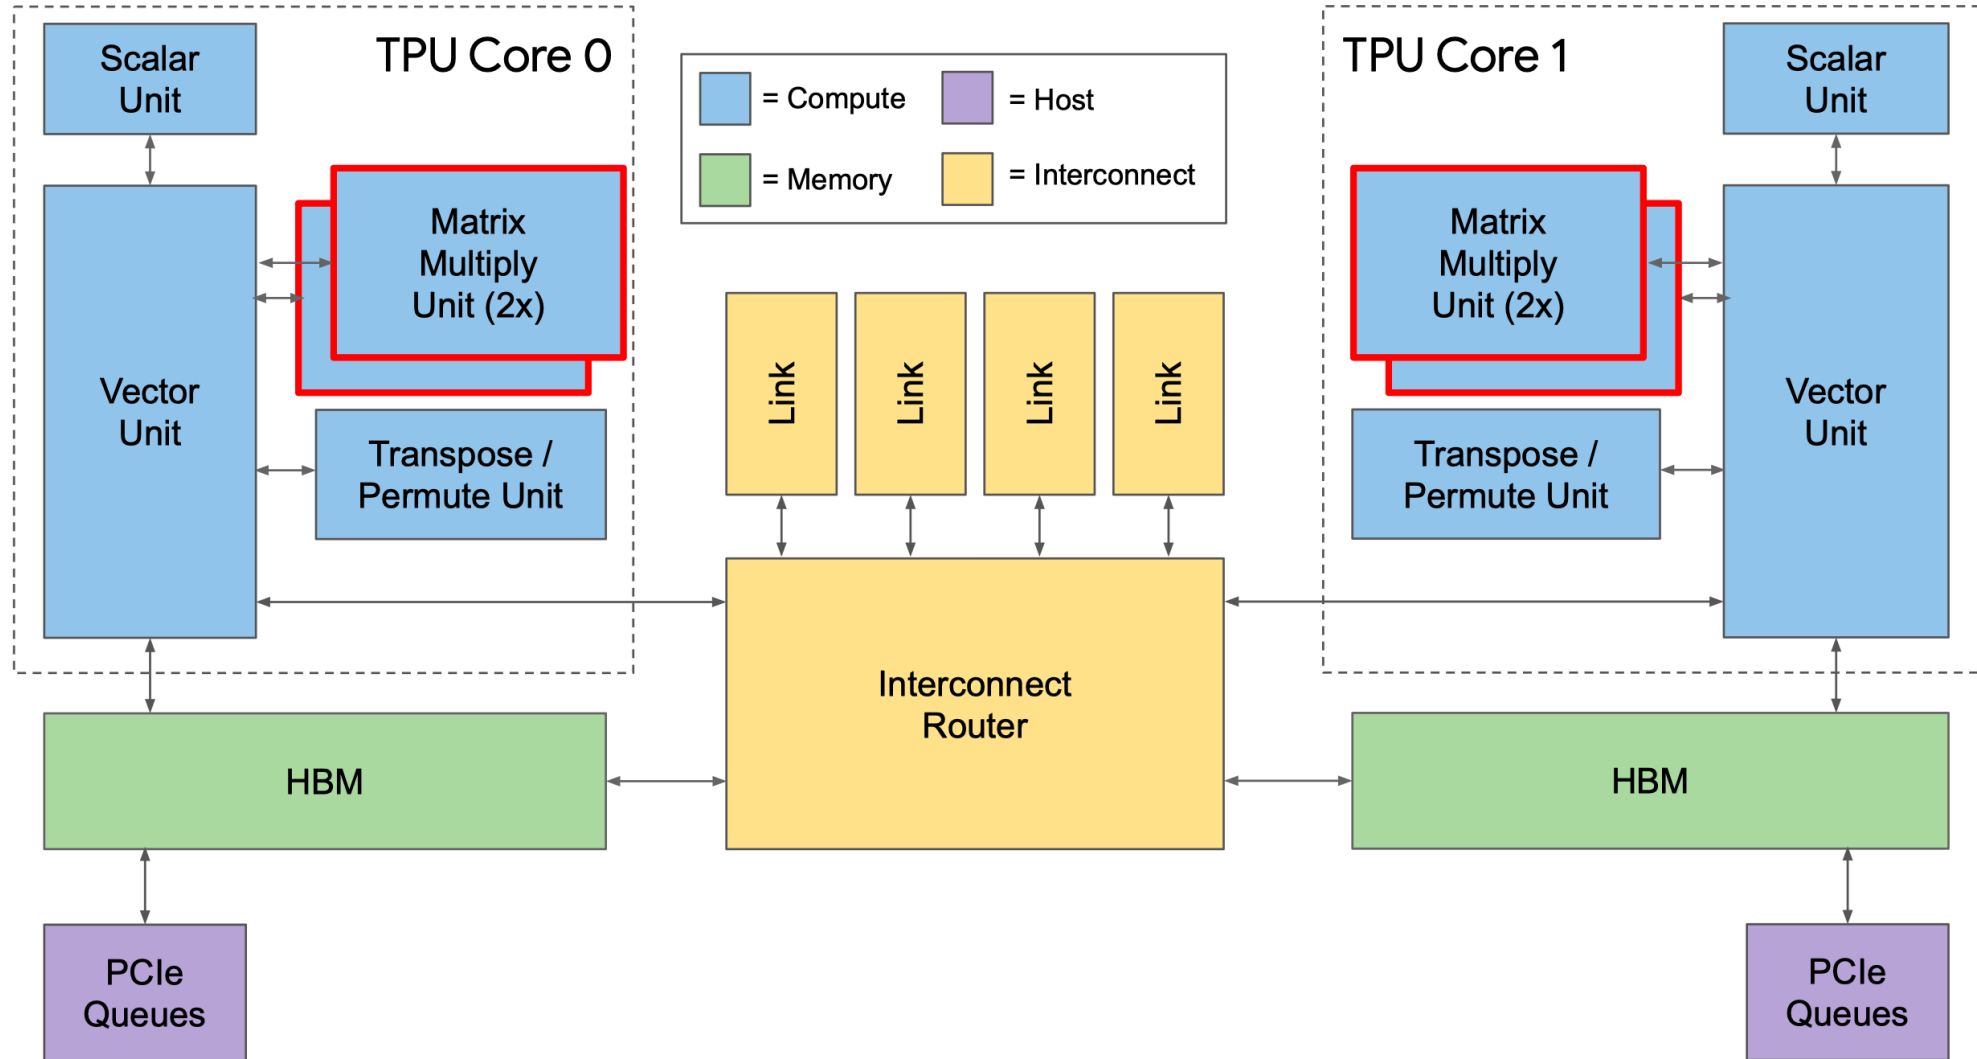 Scalar
Unit
TPU Core 0
Matrix
Multiply
Unit (2x)
Vector
Unit
Transpose /
Permute Unit
HBM
PCIe
Queues
= Compute
= Host
= Memory
= Interconnect
Link
Link
Link
Link
Interconnect
Router
TPU Core 1
Scalar
Unit
Matrix
Multiply
Unit (2x)
Vector
Unit
Transpose /
Permute Unit
HBM
PCIe
Queues